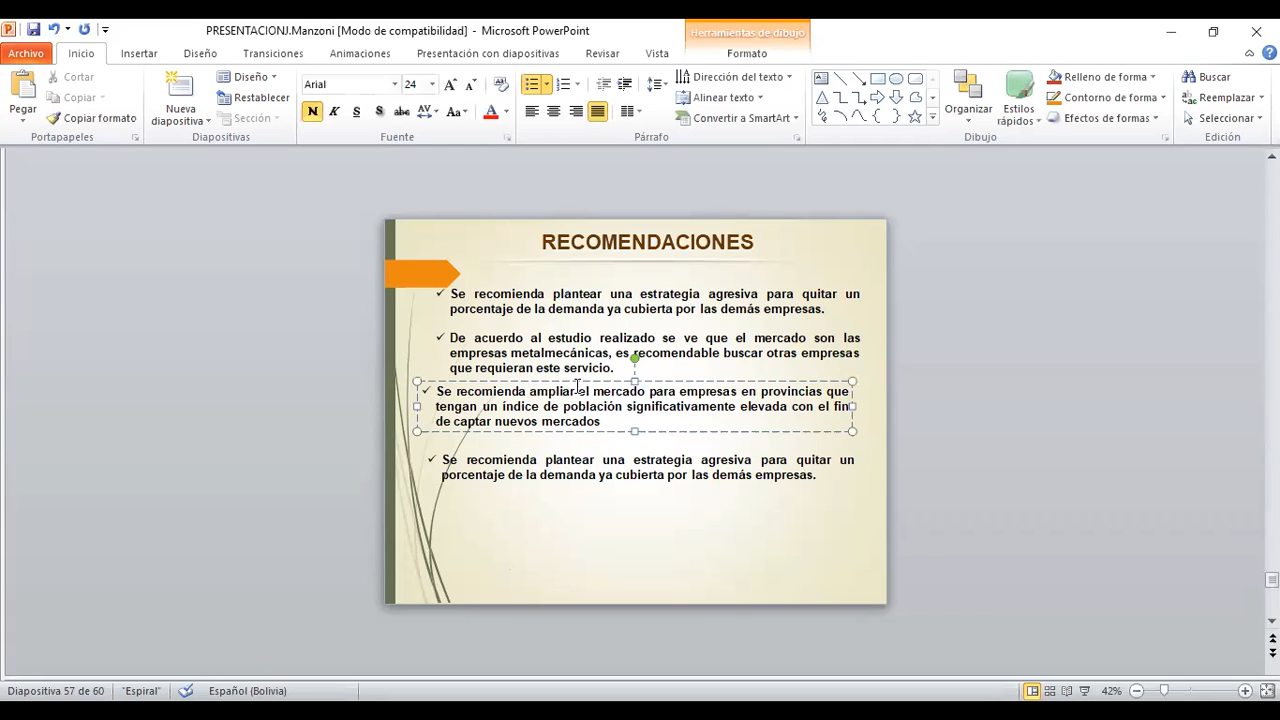 PRESENTACIONJ.Manzoni [Modo de compatibilidad] - Microsoft PowerPoint
Herramientas de dibujo
Archivo Inicio Insertar Diseño Transiciones Animaciones Presentación con diapositivas Revisar Vista Formato
Pegar
Cortar
Copiar
Copiar formato
Portapapeles
Nueva diapositiva
Diseño
Restablecer
Sección
Diapositivas
Arial 24
N K S abc AV Aa A
Fuente
Dirección del texto
Alinear texto
Convertir a SmartArt
Párrafo
Organizar
Estilos rápidos
Relleno de forma
Contorno de forma
Efectos de forma
Dibujo
Buscar
Reemplazar
Seleccionar
Edición
RECOMENDACIONES
✓ Se recomienda plantear una estrategia agresiva para quitar un
porcentaje de la demanda ya cubierta por las demás empresas.
✓ De acuerdo al estudio realizado se ve que el mercado son las
empresas metalmecánicas, es recomendable buscar otras empresas
que requieran este servicio.
✓ Se recomienda ampliar el mercado para empresas en provincias que
tengan un índice de población significativamente elevada con el fin
de captar nuevos mercados
✓ Se recomienda plantear una estrategia agresiva para quitar un
porcentaje de la demanda ya cubierta por las demás empresas.
Diapositiva 57 de 60 "Espiral" Español (Bolivia) 42%